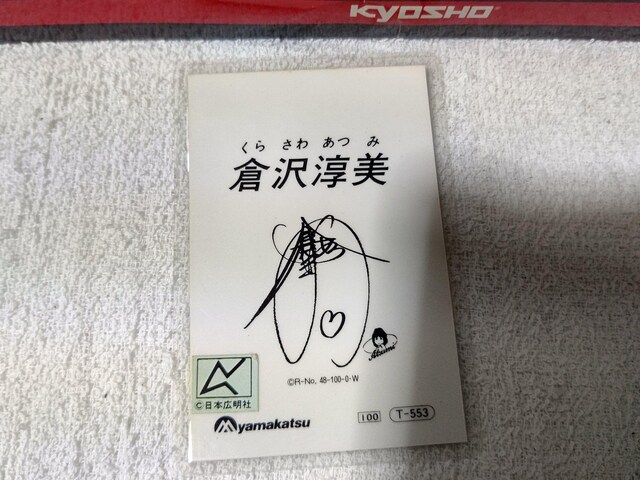 KYOSHO
くら さわ あつ み
倉沢淳美
Atsumi
©R-No. 48-100-0-W
©日本広明社
yamakatsu
100
T-553